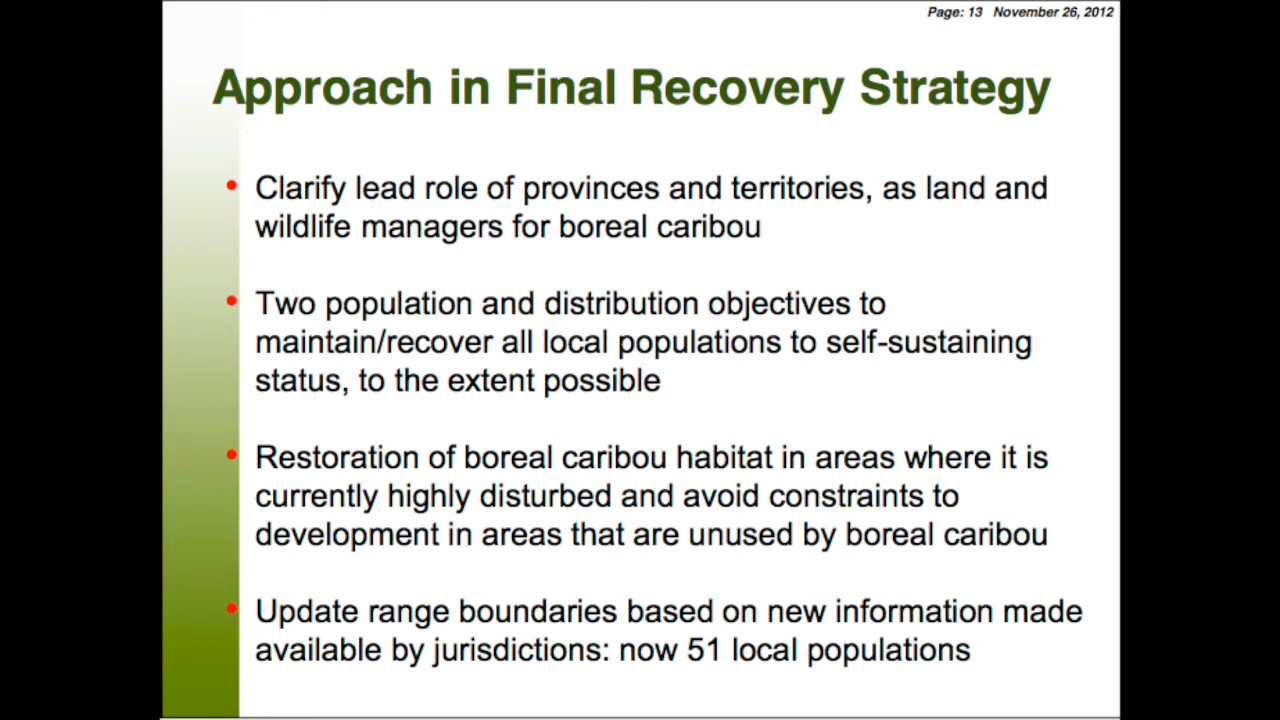 Page: 13 November 26, 2012
Approach in Final Recovery Strategy
• Clarify lead role of provinces and territories, as land and
wildlife managers for boreal caribou
• Two population and distribution objectives to
maintain/recover all local populations to self-sustaining
status, to the extent possible
• Restoration of boreal caribou habitat in areas where it is
currently highly disturbed and avoid constraints to
development in areas that are unused by boreal caribou
• Update range boundaries based on new information made
available by jurisdictions: now 51 local populations